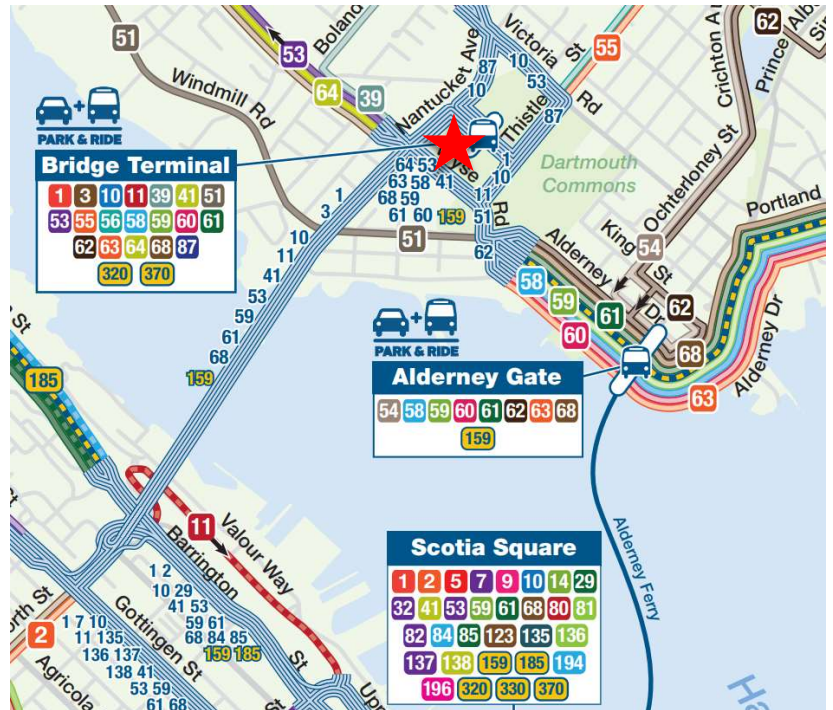 51
53
Boland
64
39
Nantucket Ave
87
10
Victoria
St
10
53
55
Rd
87
Thistle
Crichton A
62
Prince
Albe
Sin
Windmill Rd
PARK & RIDE
Bridge Terminal
1 3 10 11 39 41 51
53 55 56 58 59 60 61
62 63 64 68 87
320 370
yse
Rd
64 53
63 58 41
68 59
61 60 159
1
10
11
51
62
51
Dartmouth
Commons
Ochterloney St
Portland
King St
54
Alderney
Dr
62
58
59
60
61
68
63
Alderney Dr
1
3
10
11
41
53
59
61
68
159
PARK & RIDE
Alderney Gate
54 58 59 60 61 62 63 68
159
St
185
11
Valour Way
Barrington
St
Alderney Ferry
Scotia Square
1 2 5 7 9 10 14 29
32 41 53 59 61 68 80 81
82 84 85 123 135 136
137 138 159 185 194
196 320 330 370
1 2
10 29
41 53
59 61
68 84 85
159 185
orth St
2
Gottingen St
Agricola
1 7 10
11 135
136 137
138 41
53 59
61 68
Upp
Ha